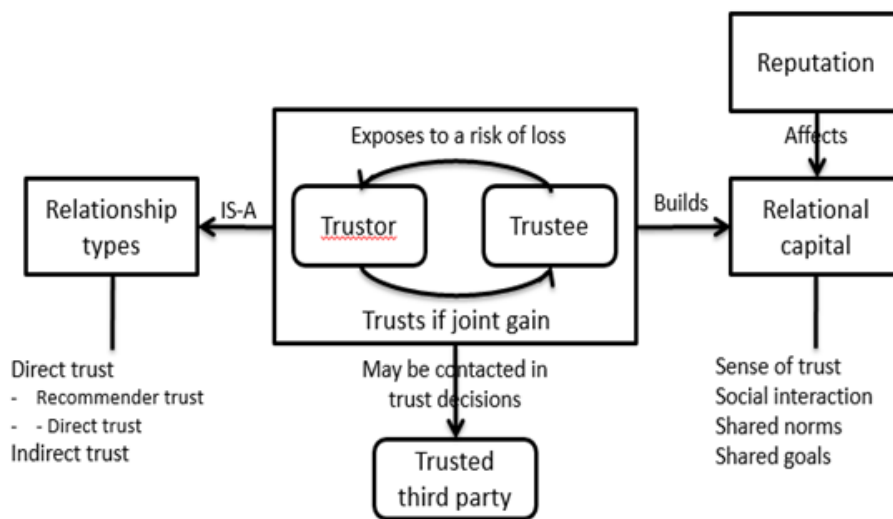 Reputation
Affects
Exposes to a risk of loss
Relationship
types
IS-A
Trustor
Trustee
Builds
Relational
capital
Trusts if joint gain
Direct trust
- Recommender trust
- - Direct trust
Indirect trust
May be contacted in
trust decisions
Sense of trust
Social interaction
Shared norms
Shared goals
Trusted
third party